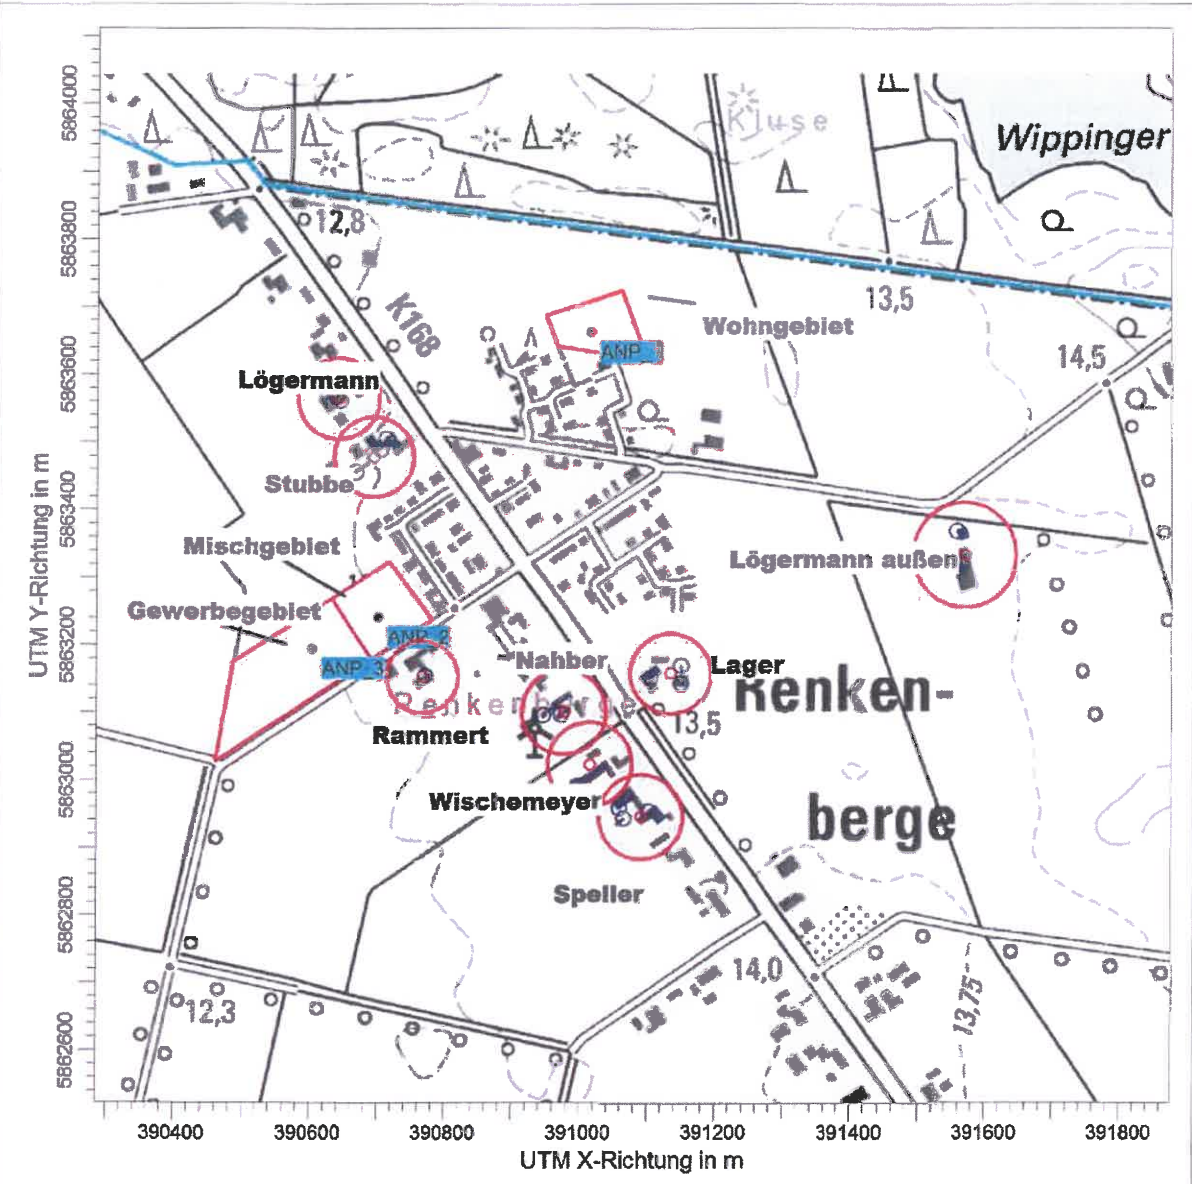 5864000
5863800
5863600
5863400
5863200
5863000
5862800
5862600
UTM Y-Richtung in m
Kluse
Wippinger
12,8
K168
13,5
Wohngebiet
14,5
ANP_1
Lögermann
Stubbe
Mischgebiet
Lögermann außen
Gewerbegebiet
ANP_2
ANP_3
Nahber
Lager
Renkenberge
Renken-
13,5
Rammert
Wischemeyer
berge
Speller
14,0
13,75
12,3
390400 390600 390800 391000 391200 391400 391600 391800
UTM X-Richtung in m